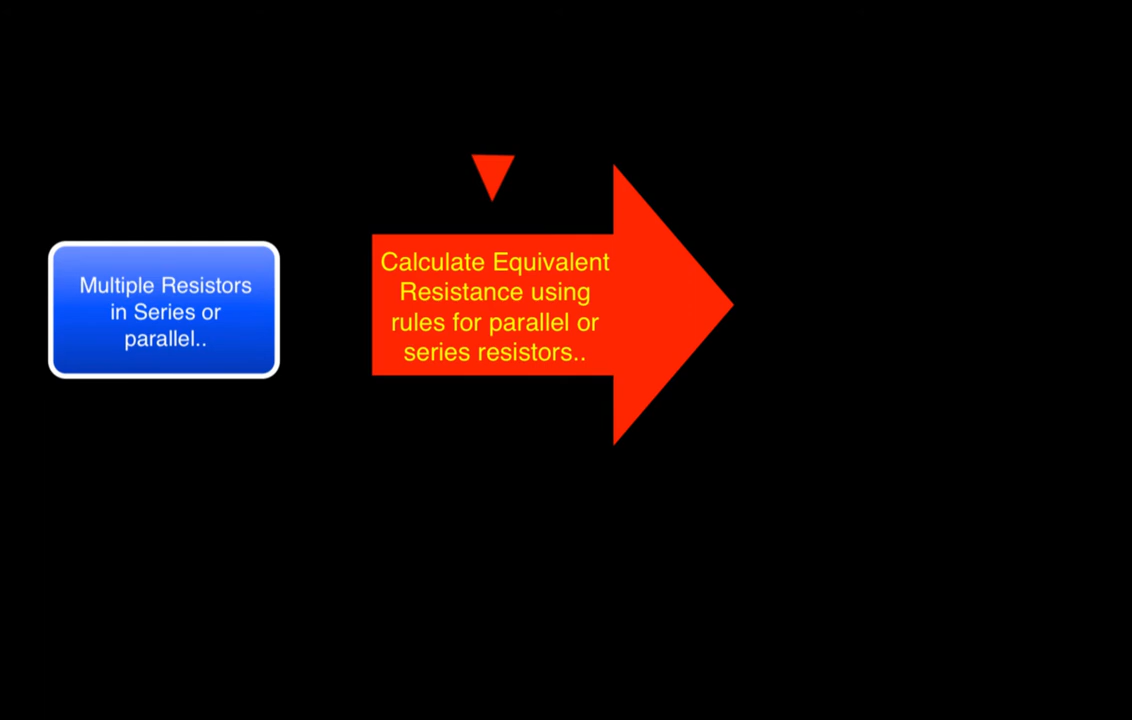 Multiple Resistors
in Series or
parallel..
Calculate Equivalent
Resistance using
rules for parallel or
series resistors..